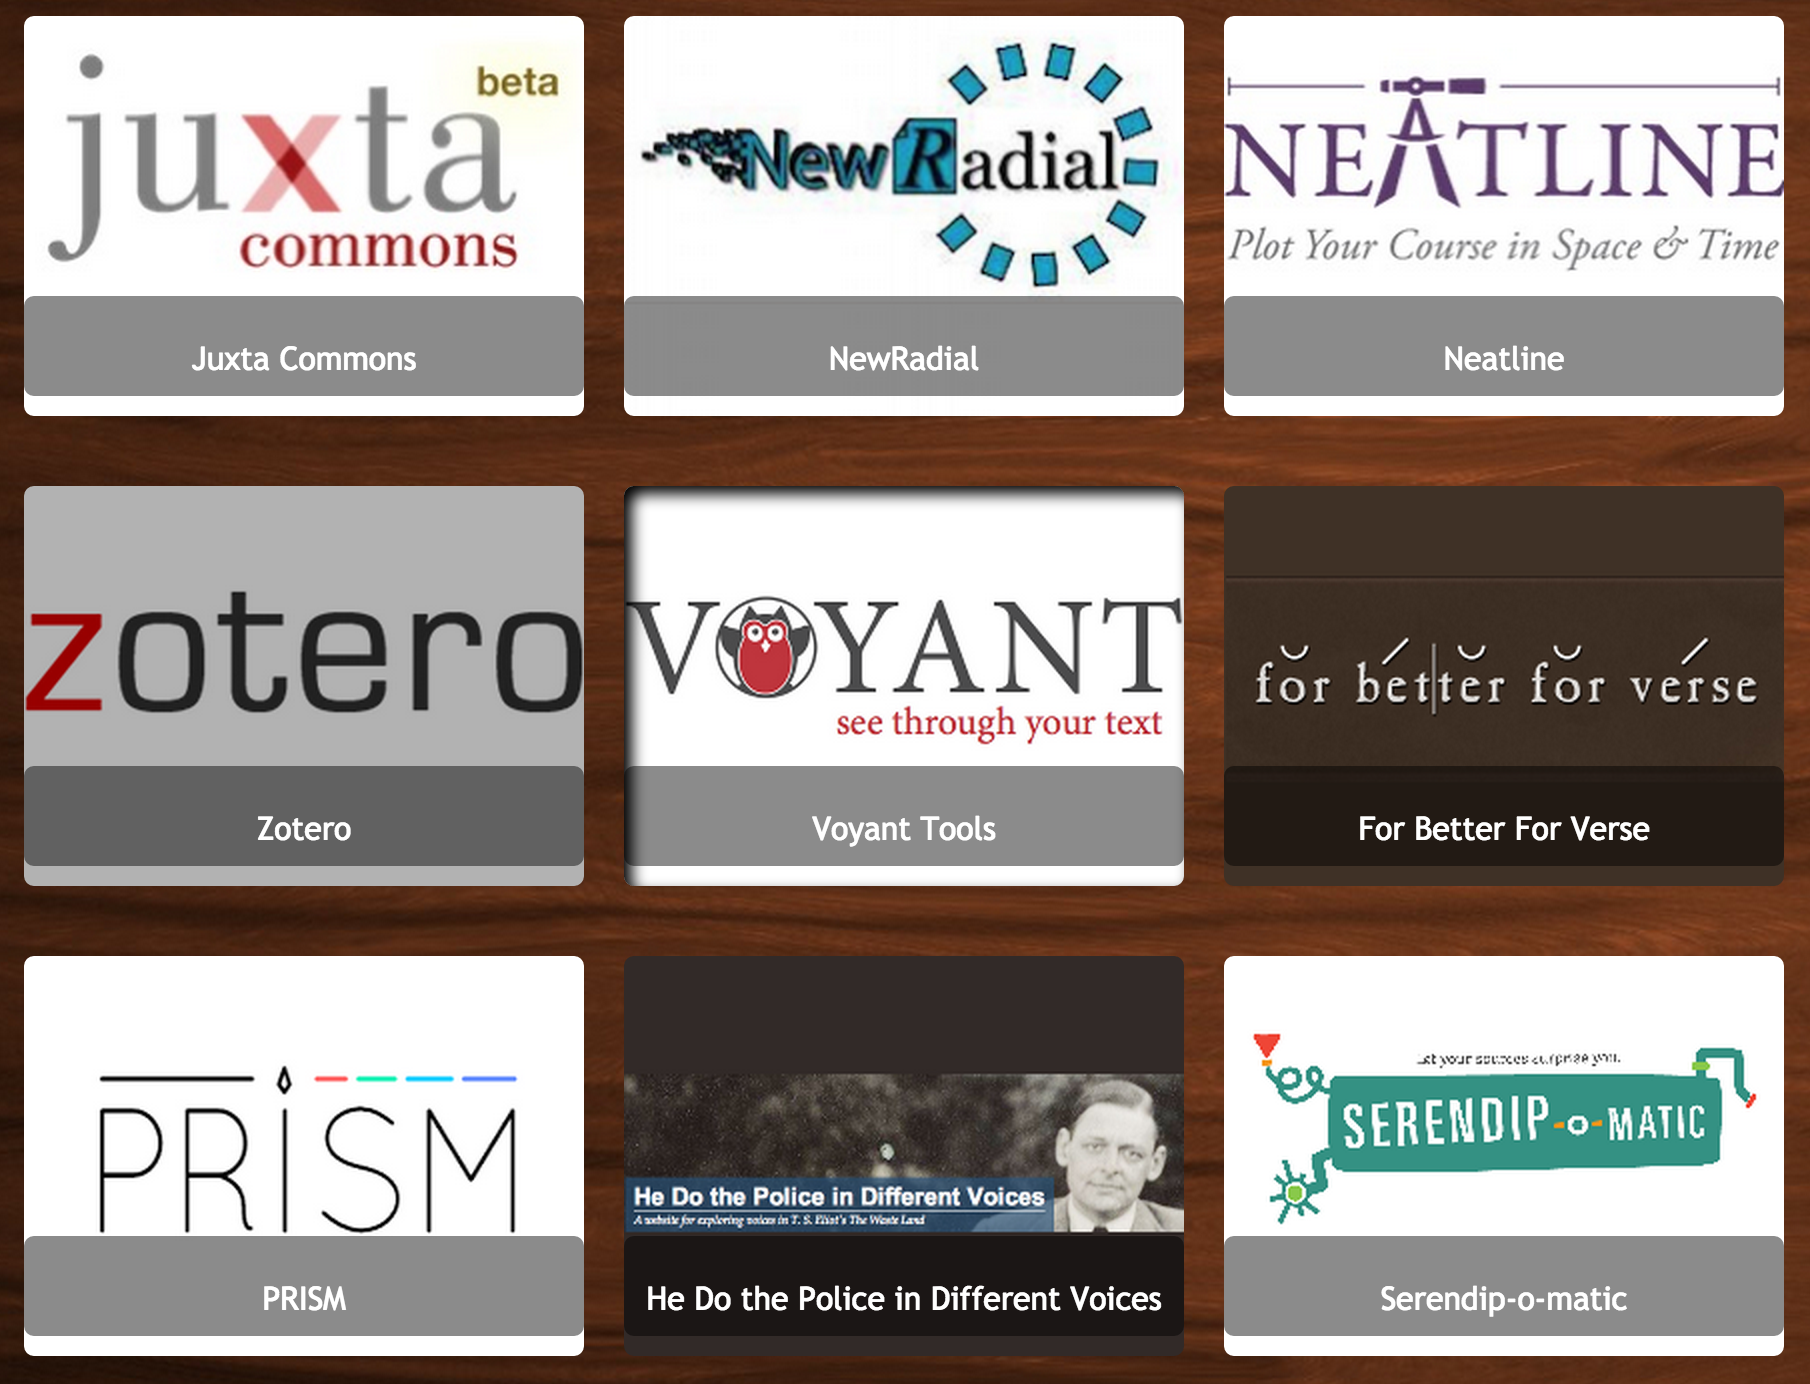 juxta beta
commons
Juxta Commons
NewRadial
NewRadial
NEATLINE
Plot Your Course in Space & Time
Neatline
zotero
Zotero
VOYANT
see through your text
Voyant Tools
for better for verse
For Better For Verse
PRISM
PRISM
He Do the Police in Different Voices
A website for exploring voices in T. S. Eliot's The Waste Land
He Do the Police in Different Voices
Let your sources surprise you.
SERENDIP-o-MATIC
Serendip-o-matic